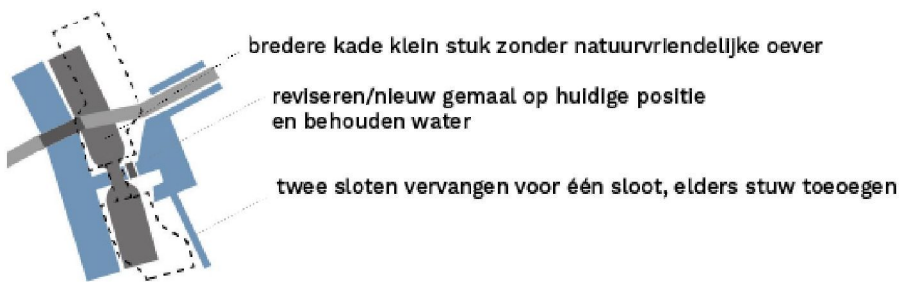 bredere kade klein stuk zonder natuurvriendelijke oever
reviseren/nieuw gemaal op huidige positie
en behouden water
twee sloten vervangen voor één sloot, elders stuw toeoegen